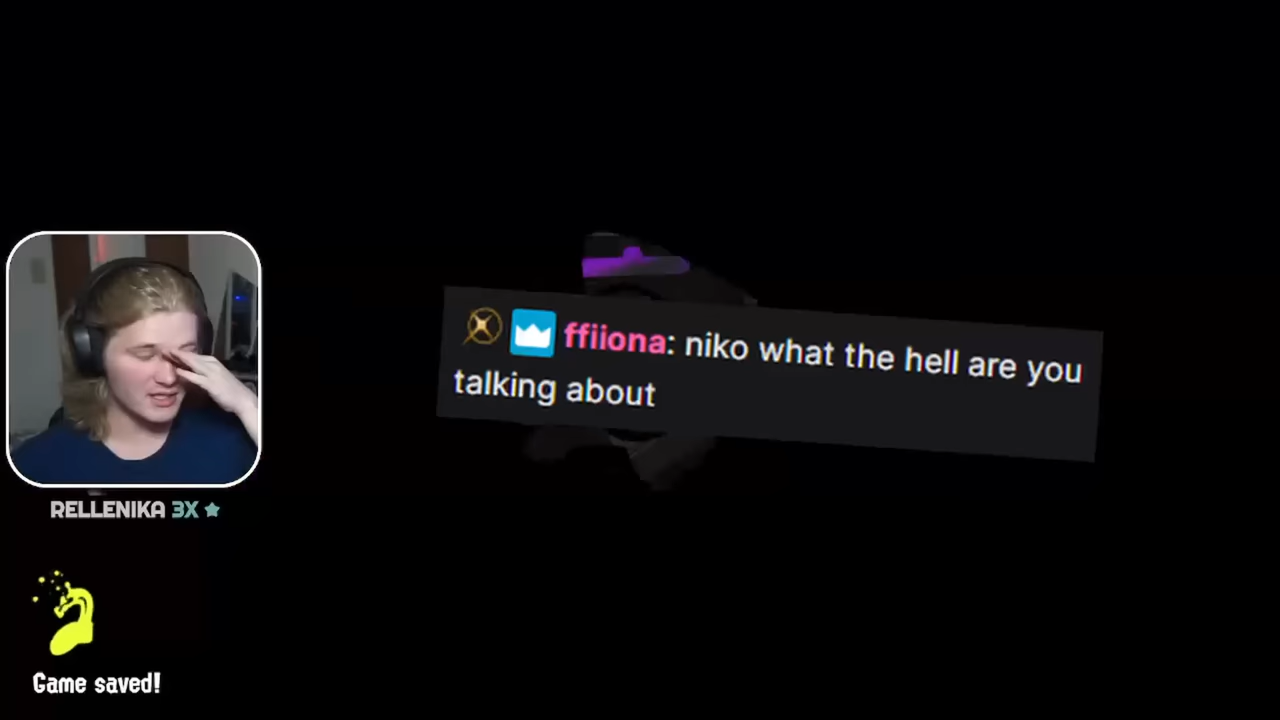 ffiiona: niko what the hell are you
talking about
RELLENIKA 3X
Game saved!